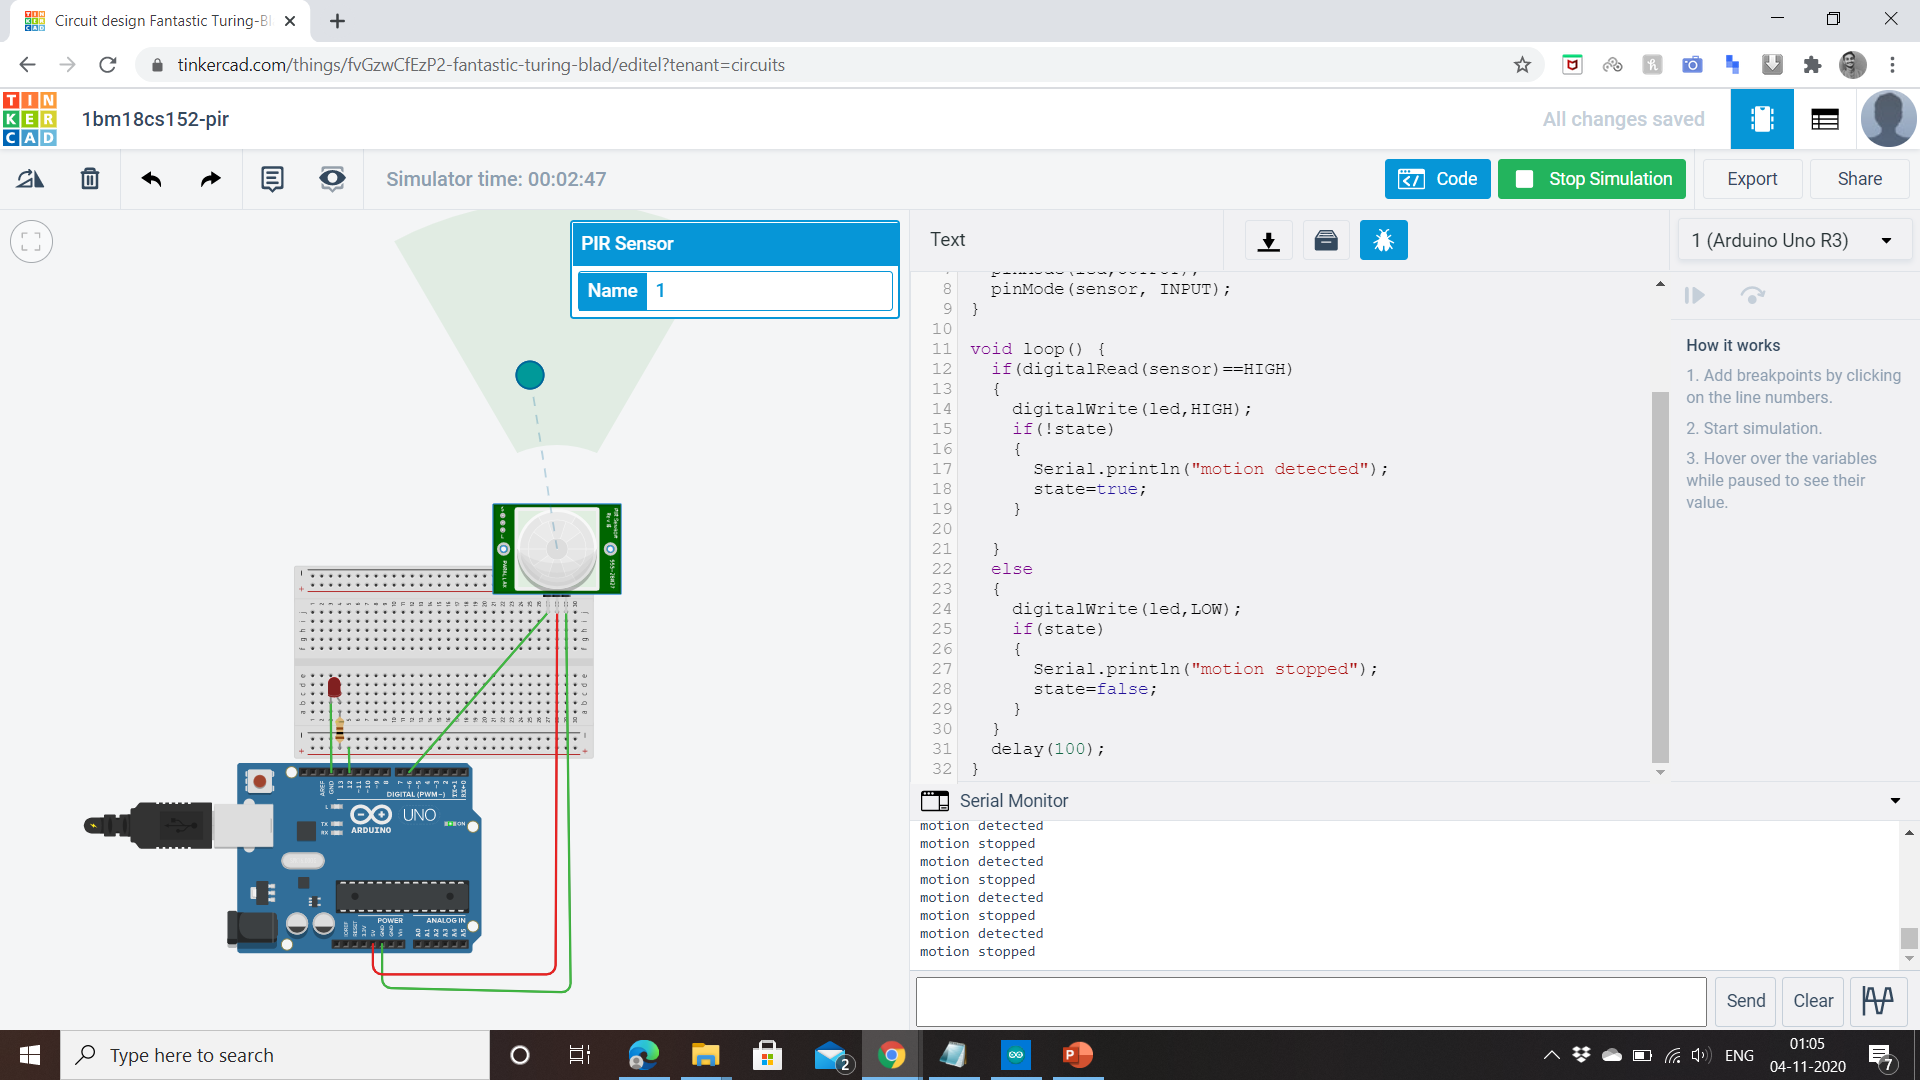 Circuit design Fantastic Turing-Bl
tinkercad.com/things/fvGzwCfEzP2-fantastic-turing-blad/editel?tenant=circuits
TIN
KER
CAD
1bm18cs152-pir
All changes saved
Simulator time: 00:02:47
Code
Stop Simulation
Export
Share
PIR Sensor
Name 1
Text
1 (Arduino Uno R3)
8 pinMode(sensor, INPUT);
9 }
10
11 void loop() {
12 if(digitalRead(sensor)==HIGH)
13 {
14 digitalWrite(led,HIGH);
15 if(!state)
16 {
17 Serial.println("motion detected");
18 state=true;
19 }
20
21 }
22 else
23 {
24 digitalWrite(led,LOW);
25 if(state)
26 {
27 Serial.println("motion stopped");
28 state=false;
29 }
30 }
31 delay(100);
32 }
How it works
1. Add breakpoints by clicking
on the line numbers.
2. Start simulation.
3. Hover over the variables
while paused to see their
value.
DIGITAL (PWM~)
UNO
ARDUINO
TX
RX
L
ON
POWER
ANALOG IN
Serial Monitor
motion detected
motion stopped
motion detected
motion stopped
motion detected
motion stopped
motion detected
motion stopped
Send
Clear
Type here to search
2
ENG
01:05
04-11-2020
7